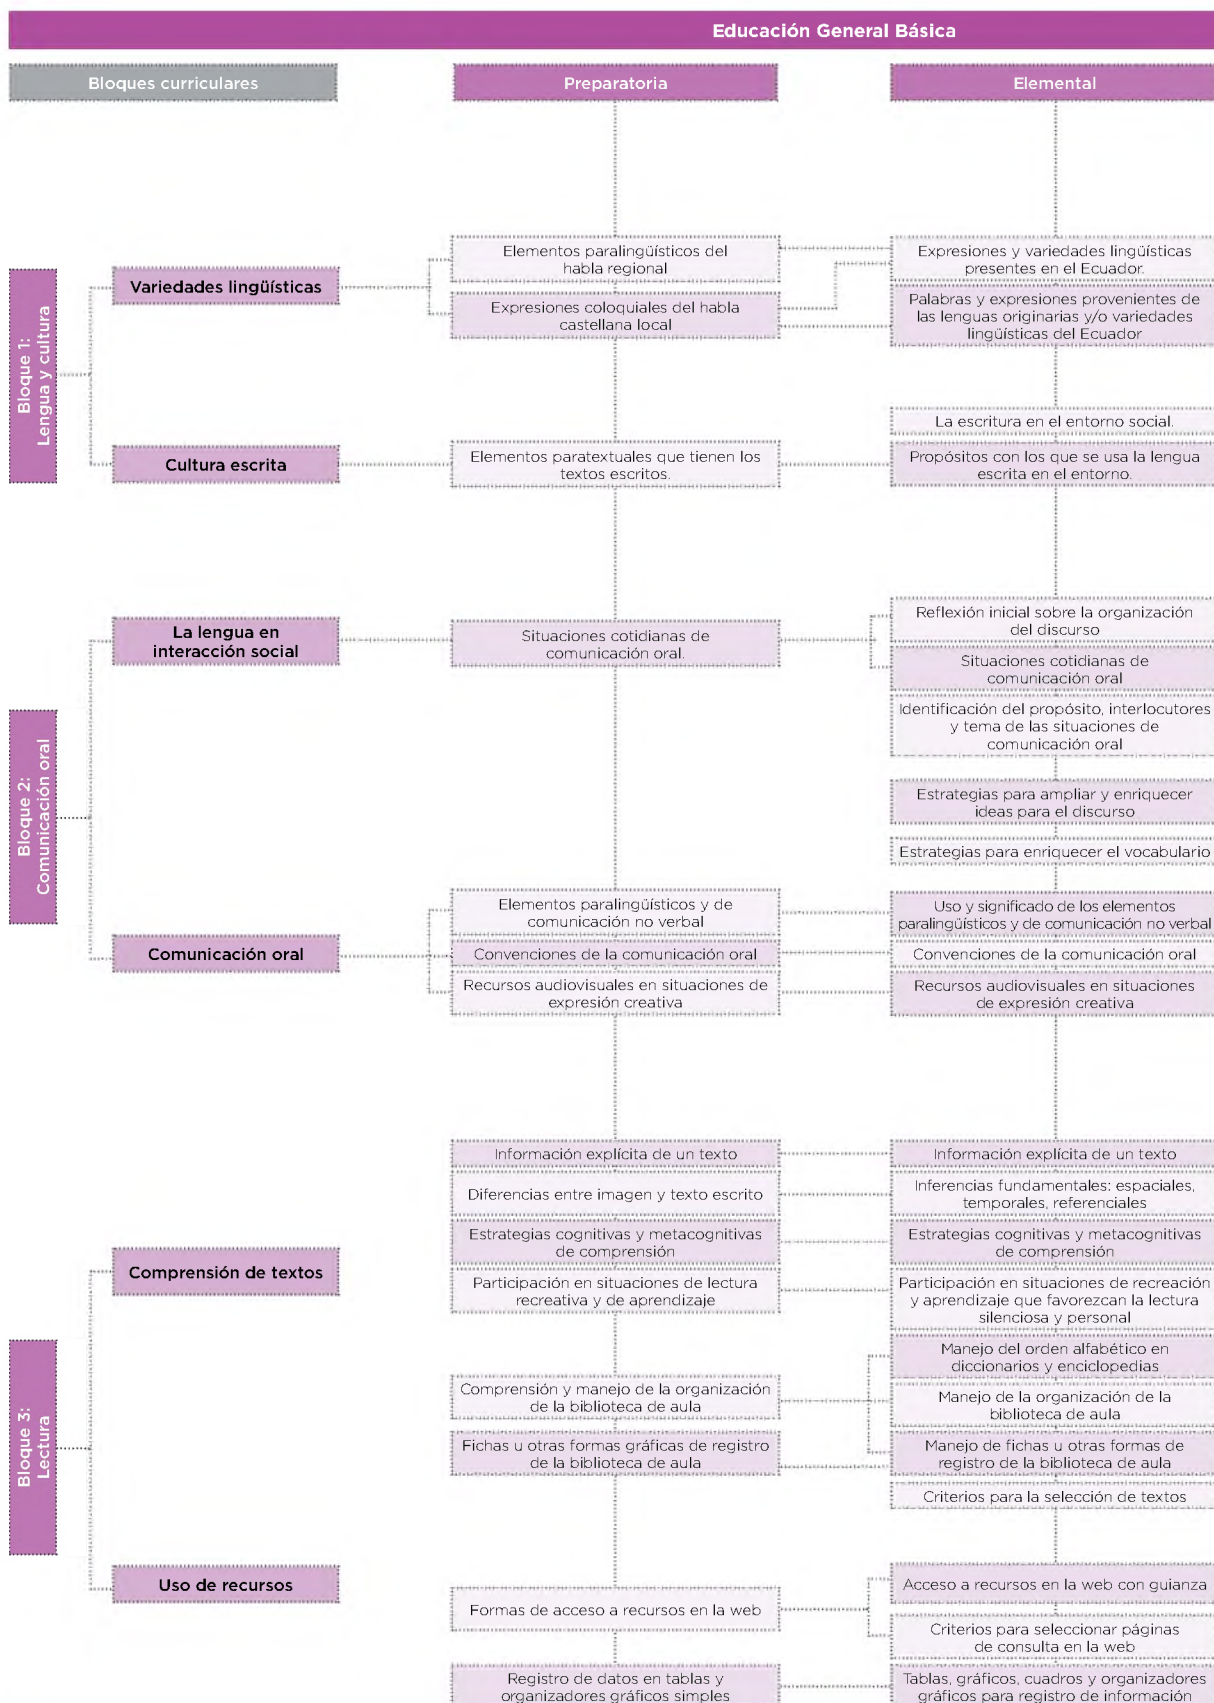 Educación General Básica
Bloques curriculares
Preparatoria
Elemental
Bloque 1:
Lengua y cultura
Variedades lingüísticas
Elementos paralingüísticos del
habla regional
Expresiones coloquiales del habla
castellana local
Expresiones y variedades lingüísticas
presentes en el Ecuador.
Palabras y expresiones provenientes de
las lenguas originarias y/o variedades
lingüísticas del Ecuador
Cultura escrita
Elementos paratextuales que tienen los
textos escritos.
La escritura en el entorno social.
Propósitos con los que se usa la lengua
escrita en el entorno.
Bloque 2:
Comunicación oral
La lengua en
interacción social
Situaciones cotidianas de
comunicación oral.
Reflexión inicial sobre la organización
del discurso
Situaciones cotidianas de
comunicación oral
Identificación del propósito, interlocutores
y tema de las situaciones de
comunicación oral
Estrategias para ampliar y enriquecer
ideas para el discurso
Estrategias para enriquecer el vocabulario
Comunicación oral
Elementos paralingüísticos y de
comunicación no verbal
Convenciones de la comunicación oral
Recursos audiovisuales en situaciones de
expresión creativa
Uso y significado de los elementos
paralingüísticos y de comunicación no verbal
Convenciones de la comunicación oral
Recursos audiovisuales en situaciones
de expresión creativa
Bloque 3:
Lectura
Comprensión de textos
Información explícita de un texto
Diferencias entre imagen y texto escrito
Estrategias cognitivas y metacognitivas
de comprensión
Participación en situaciones de lectura
recreativa y de aprendizaje
Información explícita de un texto
Inferencias fundamentales: espaciales,
temporales, referenciales
Estrategias cognitivas y metacognitivas
de comprensión
Participación en situaciones de recreación
y aprendizaje que favorezcan la lectura
silenciosa y personal
Uso de recursos
Comprensión y manejo de la organización
de la biblioteca de aula
Fichas u otras formas gráficas de registro
de la biblioteca de aula
Manejo del orden alfabético en
diccionarios y enciclopedias
Manejo de la organización de la
biblioteca de aula
Manejo de fichas u otras formas de
registro de la biblioteca de aula
Criterios para la selección de textos
Formas de acceso a recursos en la web
Acceso a recursos en la web con guianza
Criterios para seleccionar páginas
de consulta en la web
Registro de datos en tablas y
organizadores gráficos simples
Tablas, gráficos, cuadros y organizadores
gráficos para registro de información